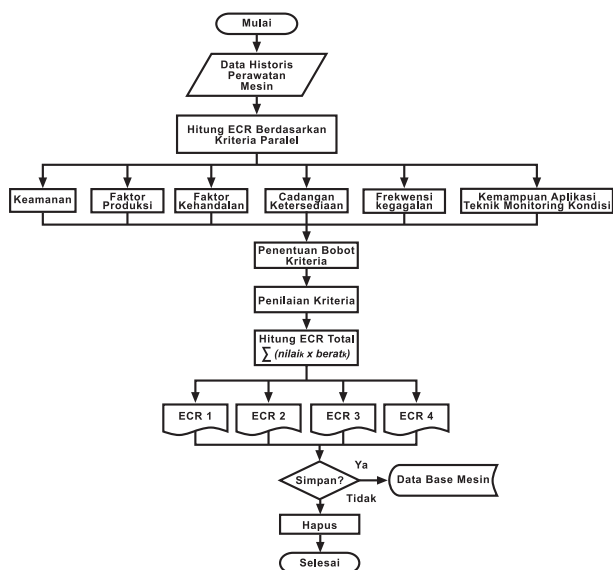 Mulai
Data Historis
Perawatan
Mesin
Hitung ECR Berdasarkan
Kriteria Paralel
Keamanan
Faktor
Produksi
Faktor
Kehandalan
Cadangan
Ketersediaan
Frekwensi
kegagalan
Kemampuan Aplikasi
Teknik Monitoring Kondisi
Penentuan Bobot
Kriteria
Penilaian Kriteria
Hitung ECR Total
∑ (nilaiₖ x beratₖ)
ECR 1
ECR 2
ECR 3
ECR 4
Simpan?
Ya
Data Base Mesin
Tidak
Hapus
Selesai